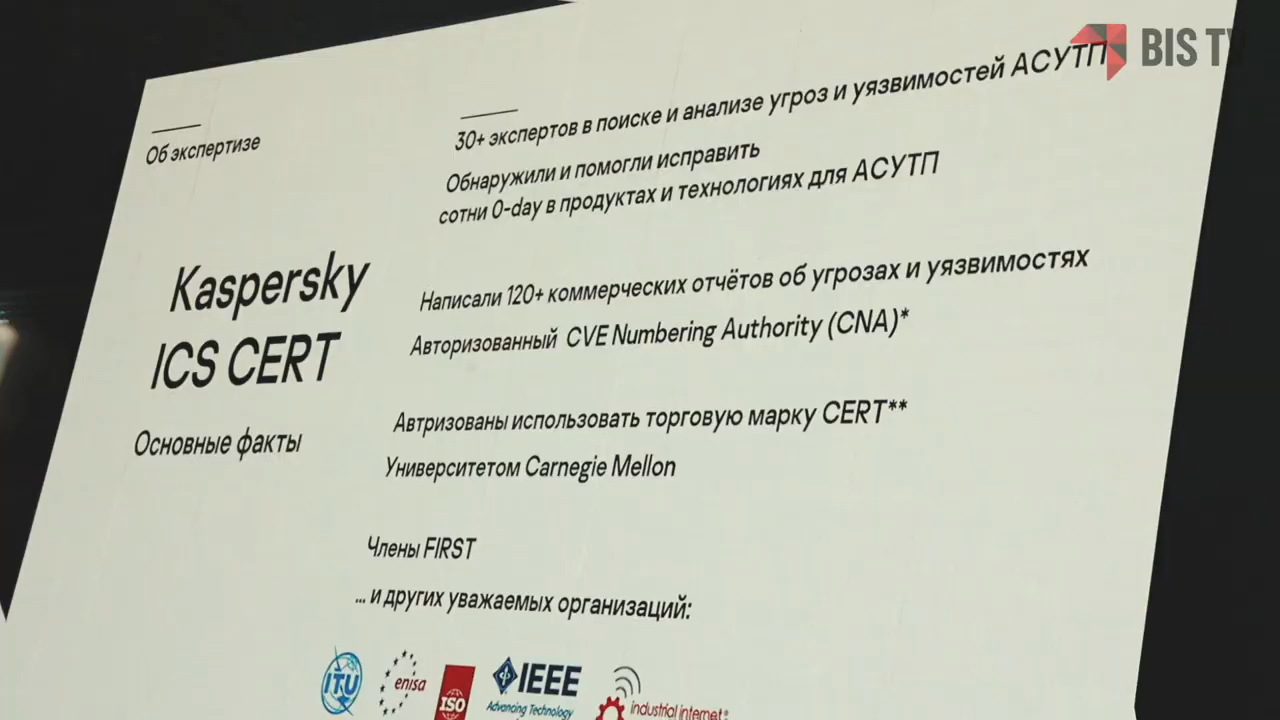 BIS TV
Об экспертизе
Kaspersky
ICS CERT
Основные факты
30+ экспертов в поиске и анализе угроз и уязвимостей АСУТП
Обнаружили и помогли исправить
сотни 0-day в продуктах и технологиях для АСУТП
Написали 120+ коммерческих отчётов об угрозах и уязвимостях
Авторизованный CVE Numbering Authority (CNA)*
Автризованы использовать торговую марку CERT**
Университетом Carnegie Mellon
Члены FIRST
... и других уважаемых организаций:
ITU
enisa
ISO
IEEE
Advancing Technology
industrial internet